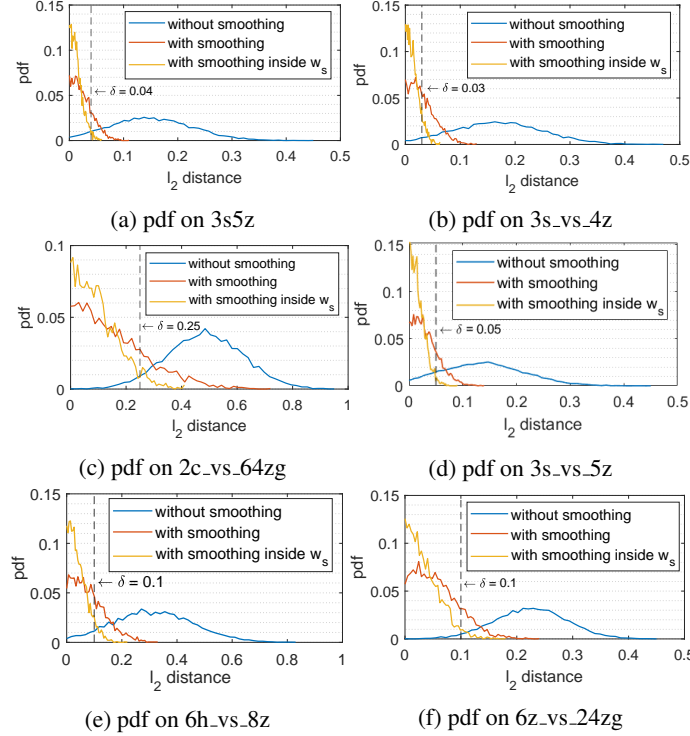 0.15
0.1
0.05
0
pdf
without smoothing
with smoothing
with smoothing inside w_s
← δ = 0.04
0 0.1 0.2 0.3 0.4 0.5
l_2 distance
(a) pdf on 3s5z
0.15
0.1
0.05
0
pdf
without smoothing
with smoothing
with smoothing inside w_s
← δ = 0.03
0 0.1 0.2 0.3 0.4 0.5
l_2 distance
(b) pdf on 3s_vs_4z
0.1
0.05
0
pdf
without smoothing
with smoothing
with smoothing inside w_s
← δ = 0.25
0 0.2 0.4 0.6 0.8 1
l_2 distance
(c) pdf on 2c_vs_64zg
0.15
0.1
0.05
0
pdf
without smoothing
with smoothing
with smoothing inside w_s
← δ = 0.05
0 0.1 0.2 0.3 0.4 0.5
l_2 distance
(d) pdf on 3s_vs_5z
0.15
0.1
0.05
0
pdf
without smoothing
with smoothing
with smoothing inside w_s
← δ = 0.1
0 0.2 0.4 0.6 0.8 1
l_2 distance
(e) pdf on 6h_vs_8z
0.15
0.1
0.05
0
pdf
without smoothing
with smoothing
with smoothing inside w_s
← δ = 0.1
0 0.1 0.2 0.3 0.4 0.5
l_2 distance
(f) pdf on 6z_vs_24zg